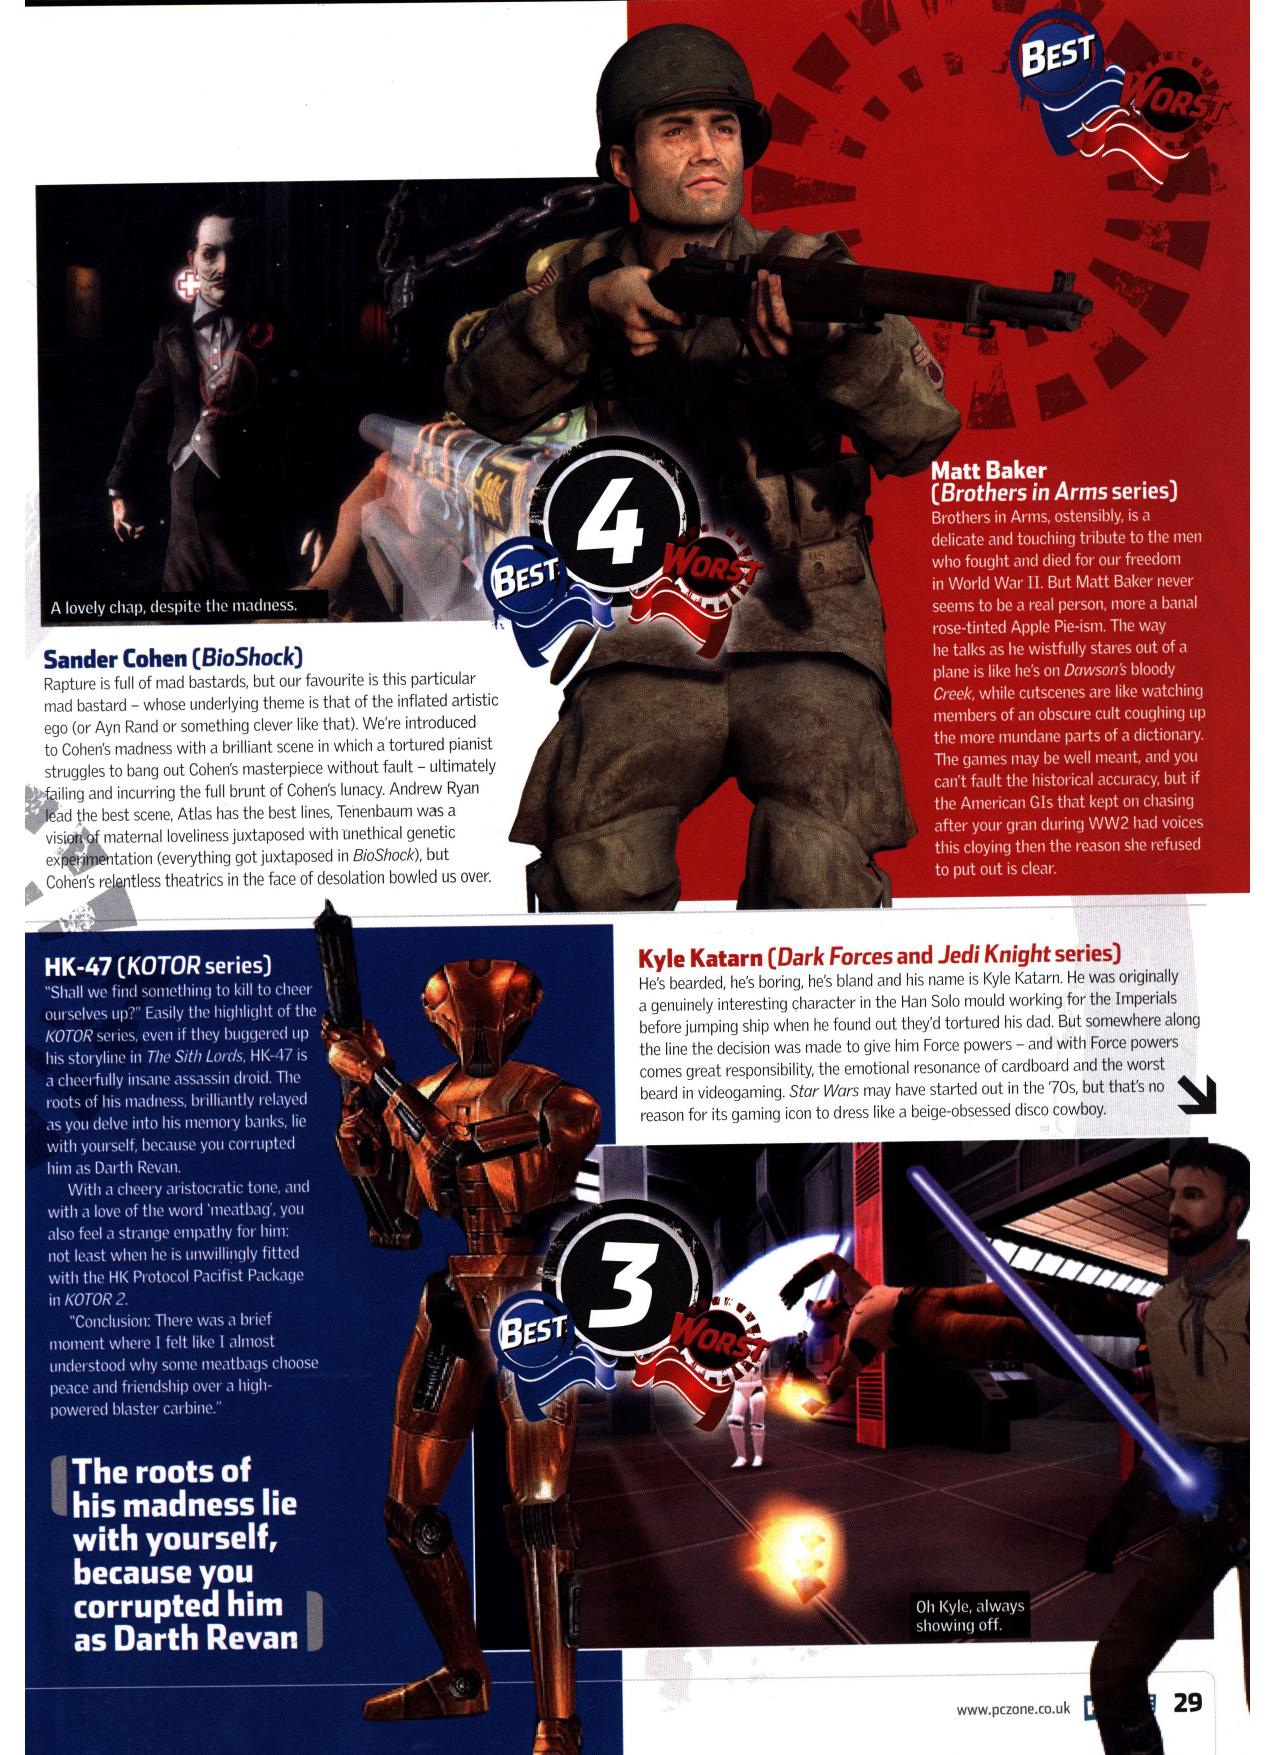 BEST
WORST
A lovely chap, despite the madness.
4
BEST
WORST
Sander Cohen (BioShock)
Rapture is full of mad bastards, but our favourite is this particular
mad bastard – whose underlying theme is that of the inflated artistic
ego (or Ayn Rand or something clever like that). We're introduced
to Cohen's madness with a brilliant scene in which a tortured pianist
struggles to bang out Cohen's masterpiece without fault – ultimately
failing and incurring the full brunt of Cohen's lunacy. Andrew Ryan
lead the best scene, Atlas has the best lines, Tenenbaum was a
vision of maternal loveliness juxtaposed with unethical genetic
experimentation (everything got juxtaposed in BioShock), but
Cohen's relentless theatrics in the face of desolation bowled us over.
Matt Baker
(Brothers in Arms series)
Brothers in Arms, ostensibly, is a
delicate and touching tribute to the men
who fought and died for our freedom
in World War II. But Matt Baker never
seems to be a real person, more a banal
rose-tinted Apple Pie-ism. The way
he talks as he wistfully stares out of a
plane is like he's on Dawson's bloody
Creek, while cutscenes are like watching
members of an obscure cult coughing up
the more mundane parts of a dictionary.
The games may be well meant, and you
can't fault the historical accuracy, but if
the American GIs that kept on chasing
after your gran during WW2 had voices
this cloying then the reason she refused
to put out is clear.
HK-47 (KOTOR series)
"Shall we find something to kill to cheer
ourselves up?" Easily the highlight of the
KOTOR series, even if they buggered up
his storyline in The Sith Lords, HK-47 is
a cheerfully insane assassin droid. The
roots of his madness, brilliantly relayed
as you delve into his memory banks, lie
with yourself, because you corrupted
him as Darth Revan.
With a cheery aristocratic tone, and
with a love of the word 'meatbag', you
also feel a strange empathy for him:
not least when he is unwillingly fitted
with the HK Protocol Pacifist Package
in KOTOR 2.
"Conclusion: There was a brief
moment where I felt like I almost
understood why some meatbags choose
peace and friendship over a high-
powered blaster carbine."
The roots of
his madness lie
with yourself,
because you
corrupted him
as Darth Revan
3
BEST
WORST
Kyle Katarn (Dark Forces and Jedi Knight series)
He's bearded, he's boring, he's bland and his name is Kyle Katarn. He was originally
a genuinely interesting character in the Han Solo mould working for the Imperials
before jumping ship when he found out they'd tortured his dad. But somewhere along
the line the decision was made to give him Force powers – and with Force powers
comes great responsibility, the emotional resonance of cardboard and the worst
beard in videogaming. Star Wars may have started out in the '70s, but that's no
reason for its gaming icon to dress like a beige-obsessed disco cowboy.
Oh Kyle, always
showing off.
www.pczone.co.uk
29